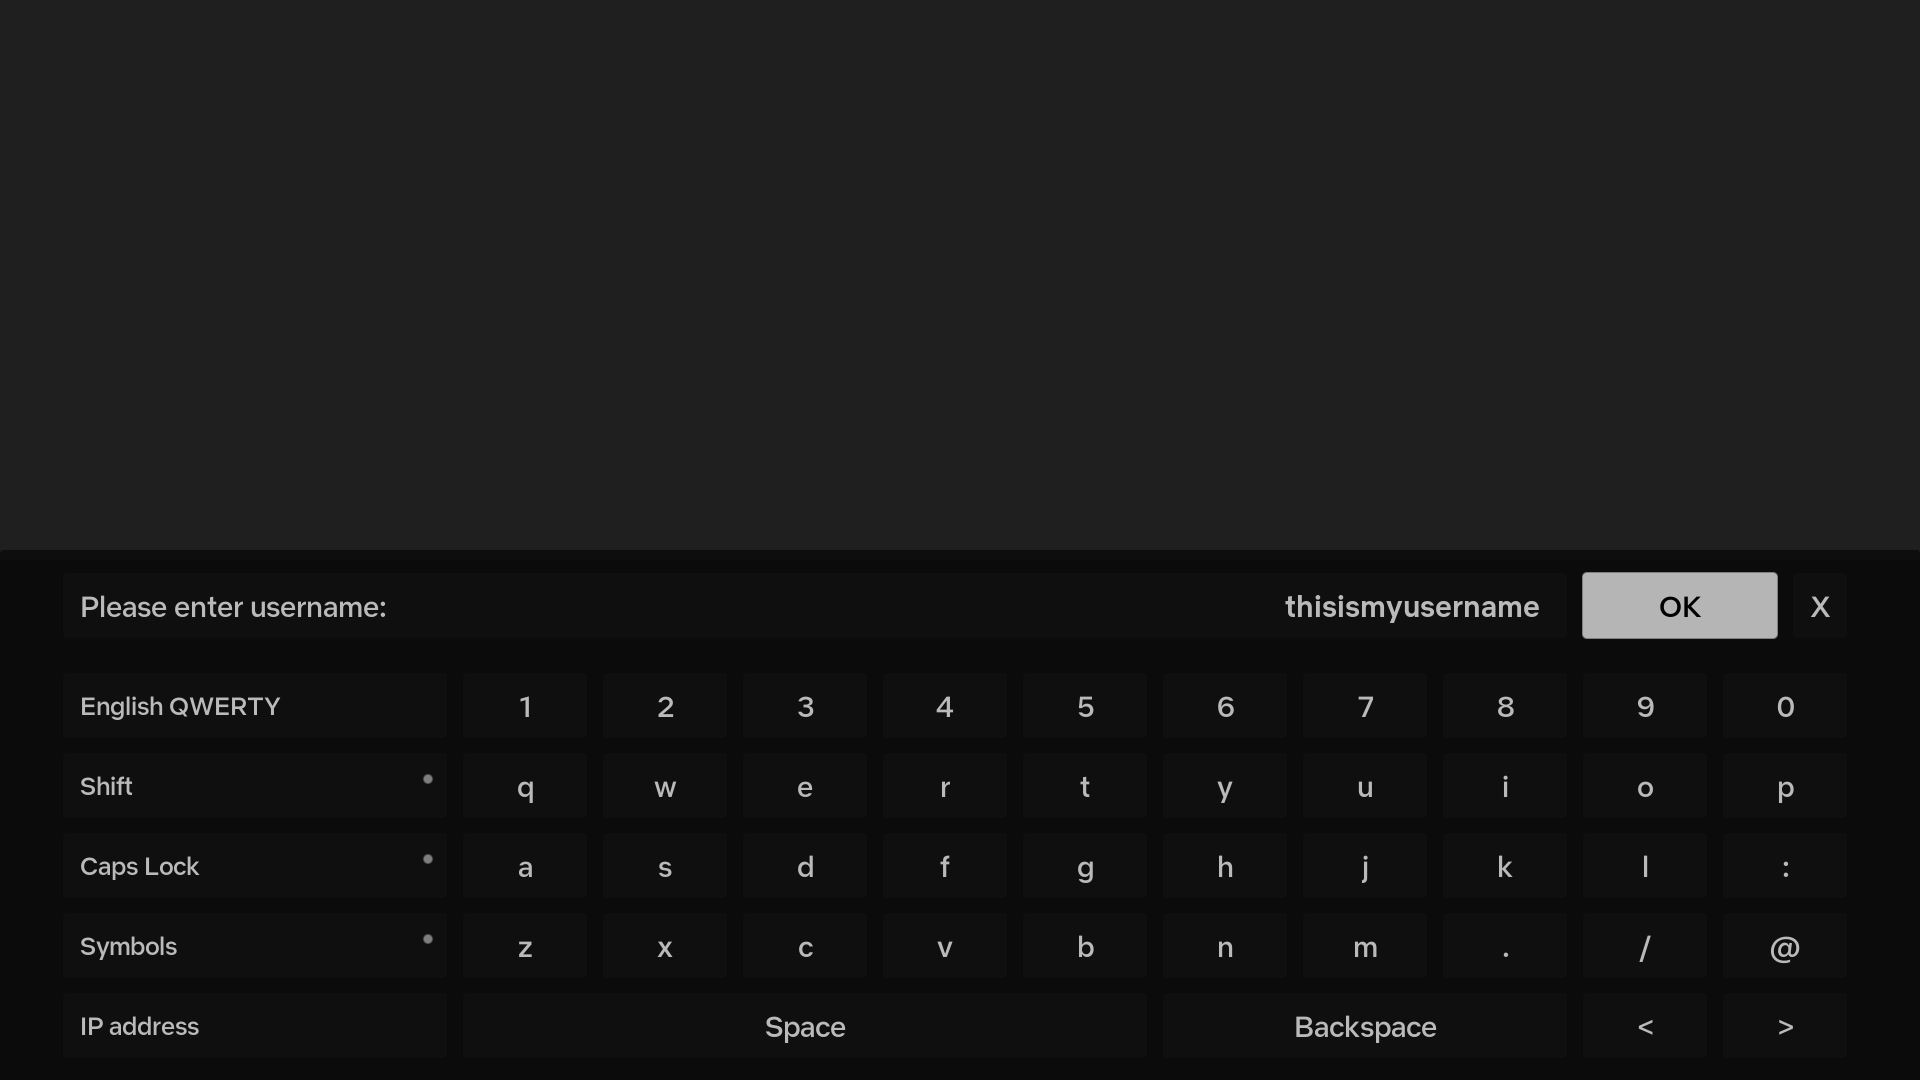 Please enter username: thisismyusername OK X
English QWERTY 1 2 3 4 5 6 7 8 9 0
Shift q w e r t y u i o p
Caps Lock a s d f g h j k l :
Symbols z x c v b n m . / @
IP address Space Backspace < >